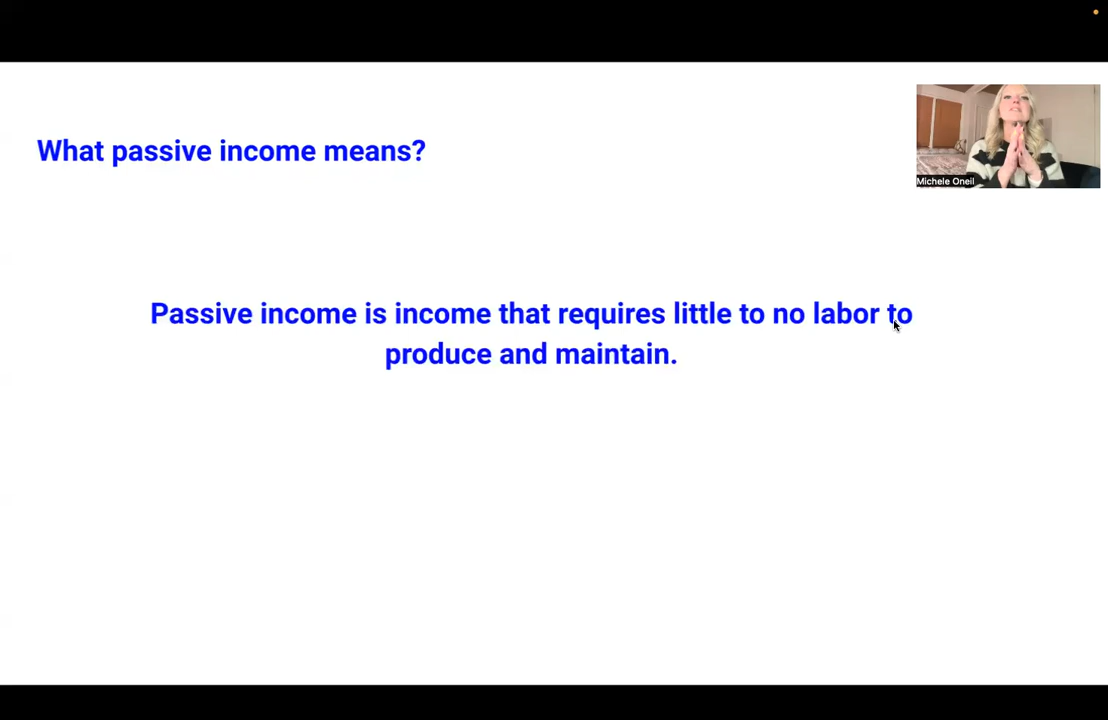 What passive income means?
Michele Oneil
Passive income is income that requires little to no labor to
produce and maintain.